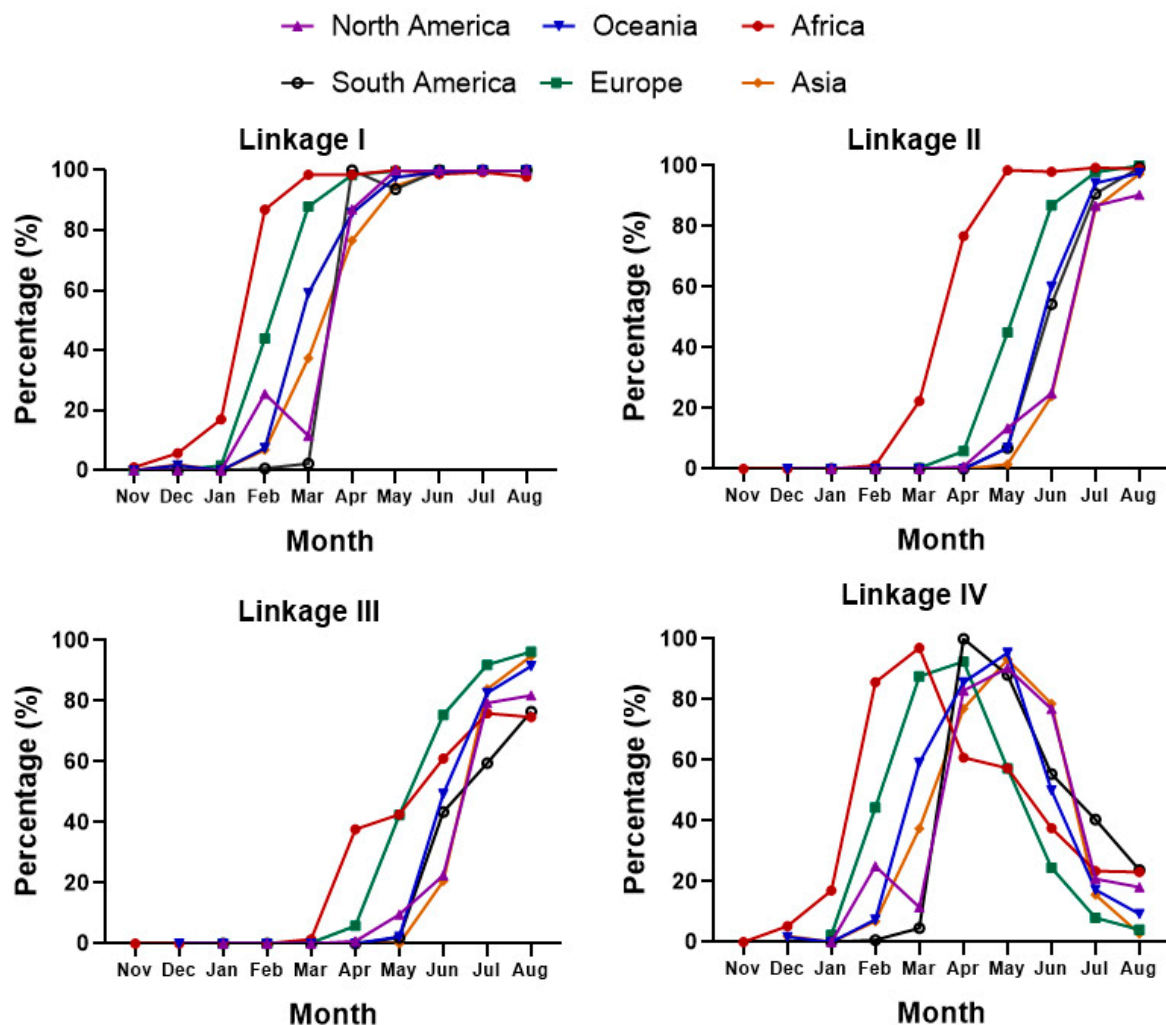 North America Oceania Africa
South America Europe Asia
Linkage I
Percentage (%)
100
80
60
40
20
0
Nov Dec Jan Feb Mar Apr May Jun Jul Aug
Month
Linkage II
Percentage (%)
100
80
60
40
20
0
Nov Dec Jan Feb Mar Apr May Jun Jul Aug
Month
Linkage III
Percentage (%)
100
80
60
40
20
0
Nov Dec Jan Feb Mar Apr May Jun Jul Aug
Month
Linkage IV
Percentage (%)
100
80
60
40
20
0
Nov Dec Jan Feb Mar Apr May Jun Jul Aug
Month